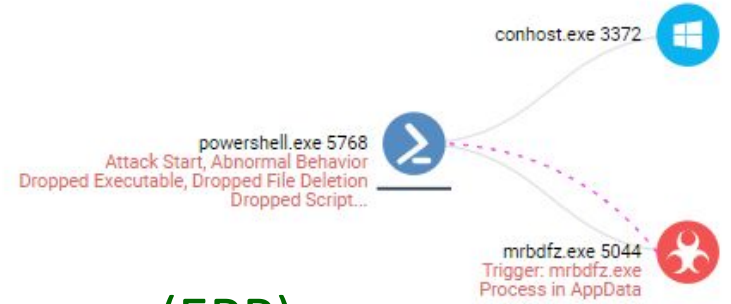 conhost.exe 3372
powershell.exe 5768
Attack Start, Abnormal Behavior
Dropped Executable, Dropped File Deletion
Dropped Script...
mrbdfz.exe 5044
Trigger: mrbdfz.exe
Process in AppData